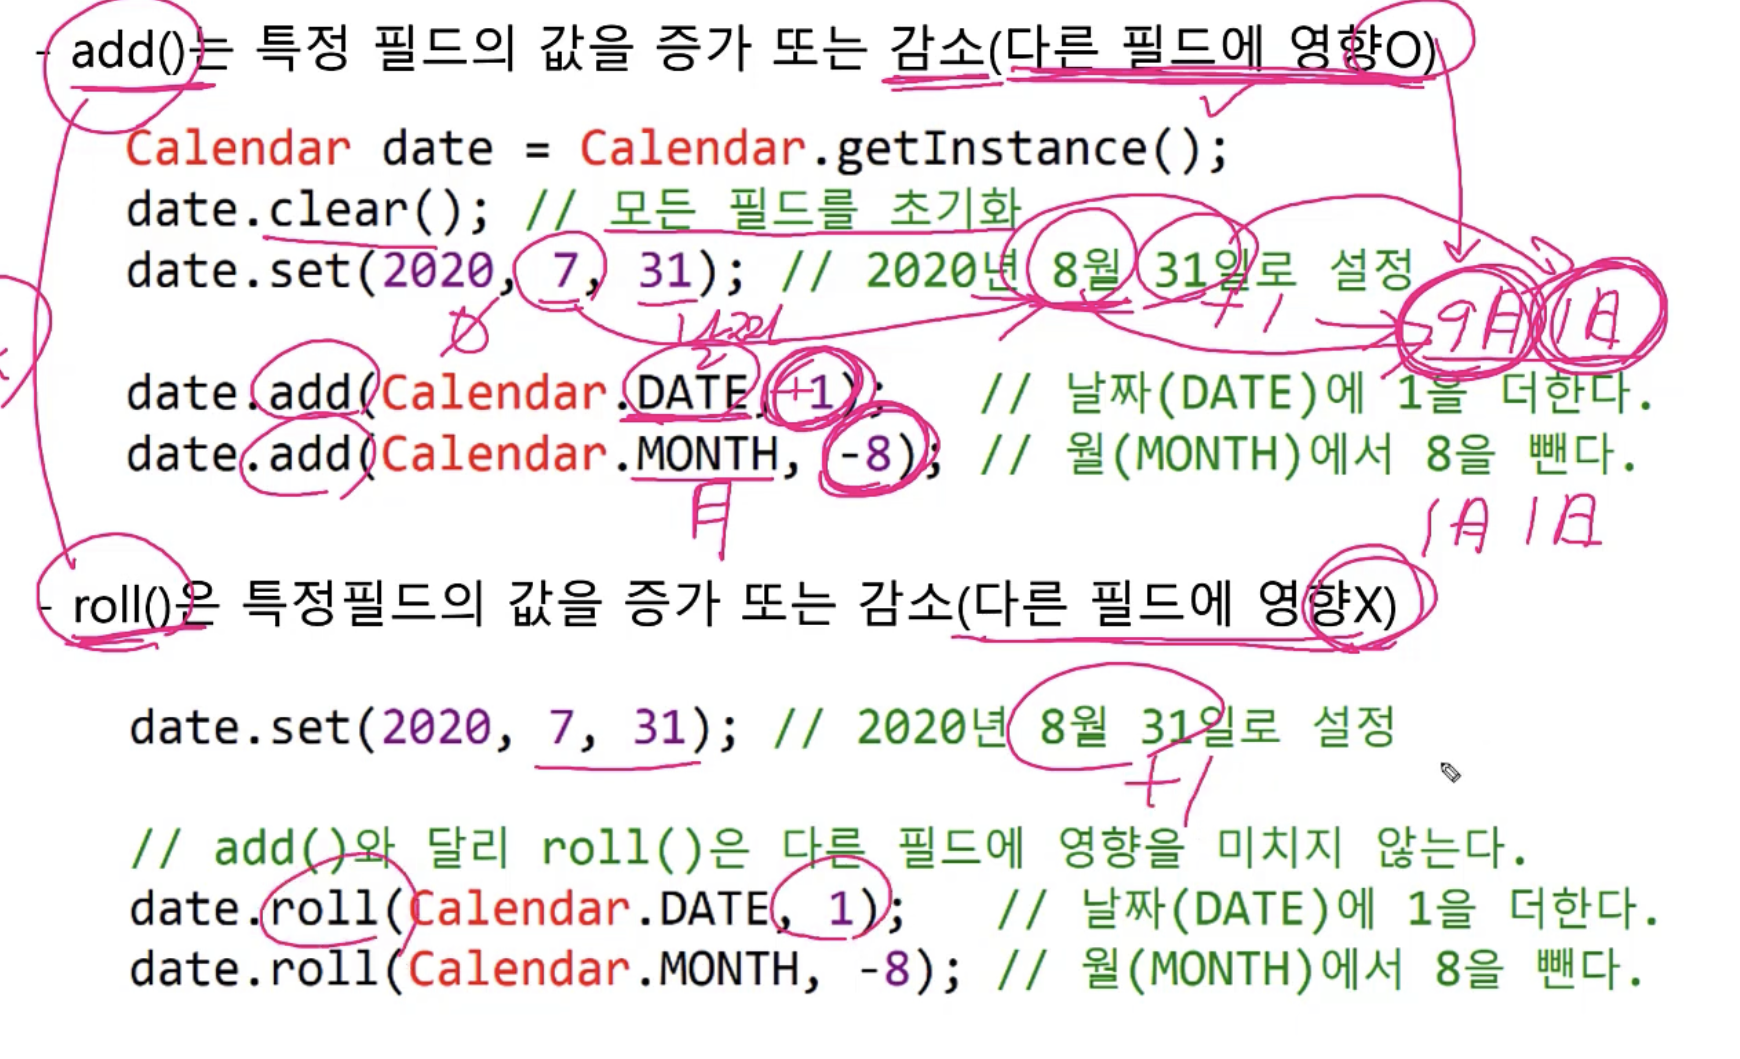 - add()는 특정 필드의 값을 증가 또는 감소(다른 필드에 영향O)
Calendar date = Calendar.getInstance();
date.clear(); // 모든 필드를 초기화
date.set(2020, 7, 31); // 2020년 8월 31일로 설정
0
+1
9月 1日
date.add(Calendar.DATE, +1); // 날짜(DATE)에 1을 더한다.
date.add(Calendar.MONTH, -8); // 월(MONTH)에서 8을 뺀다.
月
1月 1日
- roll()은 특정필드의 값을 증가 또는 감소(다른 필드에 영향X)
date.set(2020, 7, 31); // 2020년 8월 31일로 설정
+1
// add()와 달리 roll()은 다른 필드에 영향을 미치지 않는다.
date.roll(Calendar.DATE, 1); // 날짜(DATE)에 1을 더한다.
date.roll(Calendar.MONTH, -8); // 월(MONTH)에서 8을 뺀다.